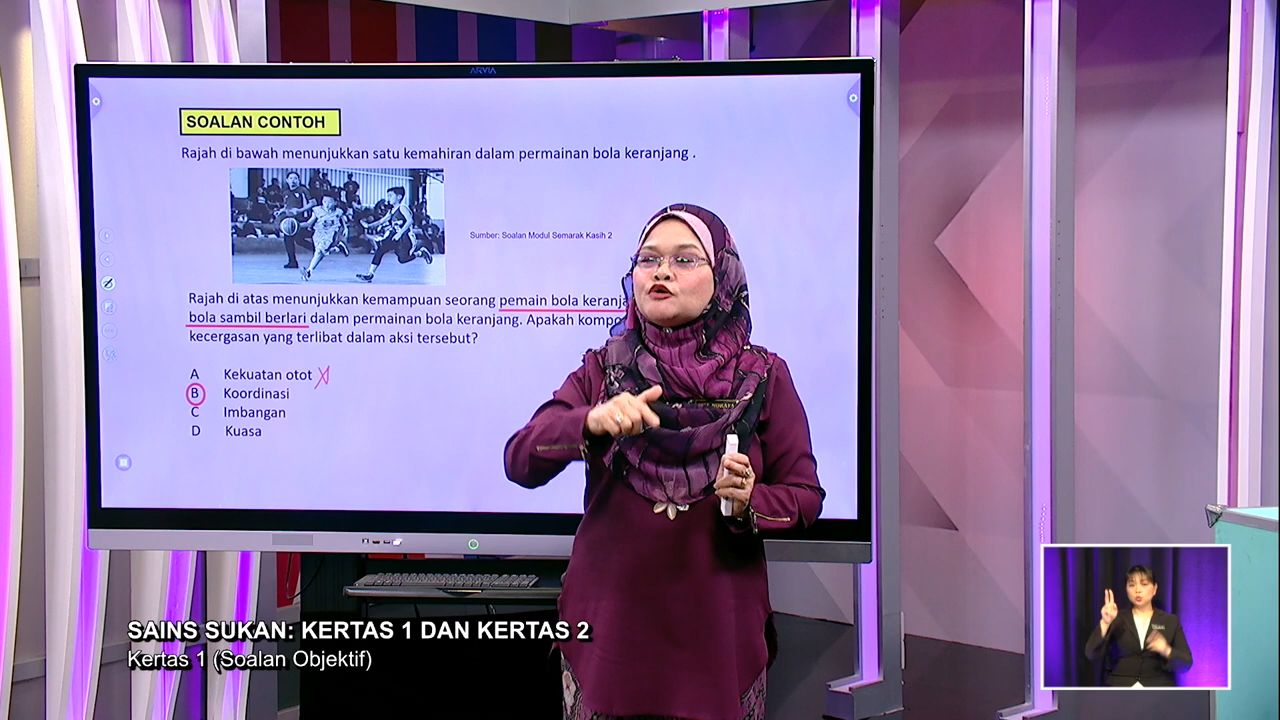 ARVIA
SOALAN CONTOH
Rajah di bawah menunjukkan satu kemahiran dalam permainan bola keranjang .
Sumber: Soalan Modul Semarak Kasih 2
Rajah di atas menunjukkan kemampuan seorang pemain bola
bola sambil berlari dalam permainan bola keranjang. Apakah
kecergasan yang terlibat dalam aksi tersebut?
A Kekuatan otot
B Koordinasi
C Imbangan
D Kuasa
SAINS SUKAN: KERTAS 1 DAN KERTAS 2
Kertas 1 (Soalan Objektif)